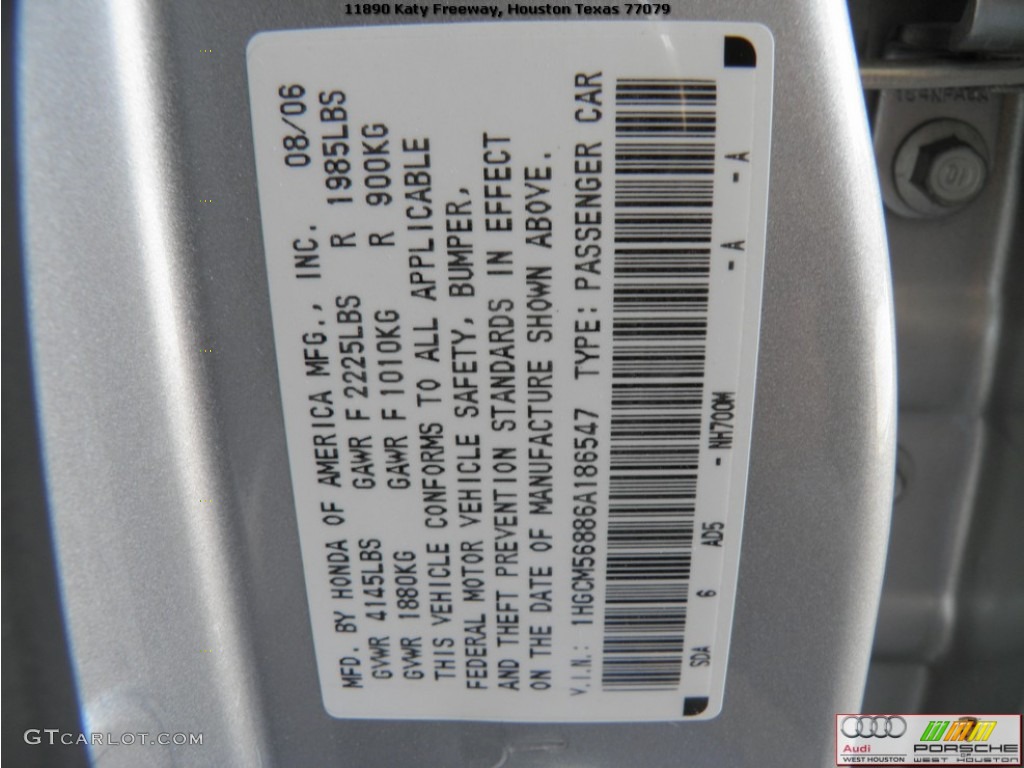 11890 Katy Freeway, Houston Texas 77079
MFD. BY HONDA OF AMERICA MFG., INC. 08/06
GVWR 4145LBS GAWR F 2225LBS R 1985LBS
GVWR 1880KG GAWR F 1010KG R 900KG
THIS VEHICLE CONFORMS TO ALL APPLICABLE
FEDERAL MOTOR VEHICLE SAFETY, BUMPER,
AND THEFT PREVENTION STANDARDS IN EFFECT
ON THE DATE OF MANUFACTURE SHOWN ABOVE.
V.I.N.: 1HGCM56886A186547 TYPE: PASSENGER CAR
SDA 6 AD5 - NH700M - A - A
GTCARLOT.COM
Audi
WEST HOUSTON
PORSCHE
OF WEST HOUSTON